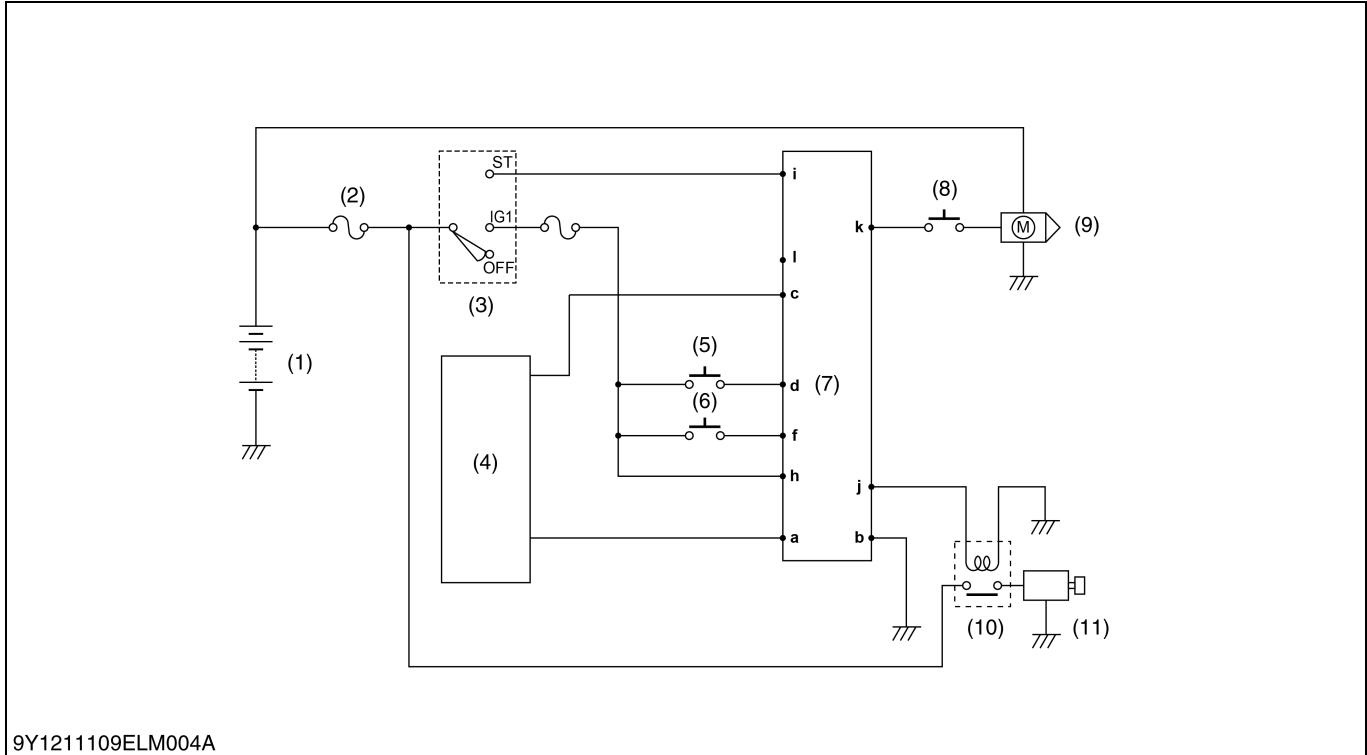 ST
(2)
IG1
OFF
(3)
(1)
(4)
(5)
(6)
i
l
c
d
(7)
f
h
a
k
j
b
(8)
M
(9)
(10)
(11)
9Y1211109ELM004A